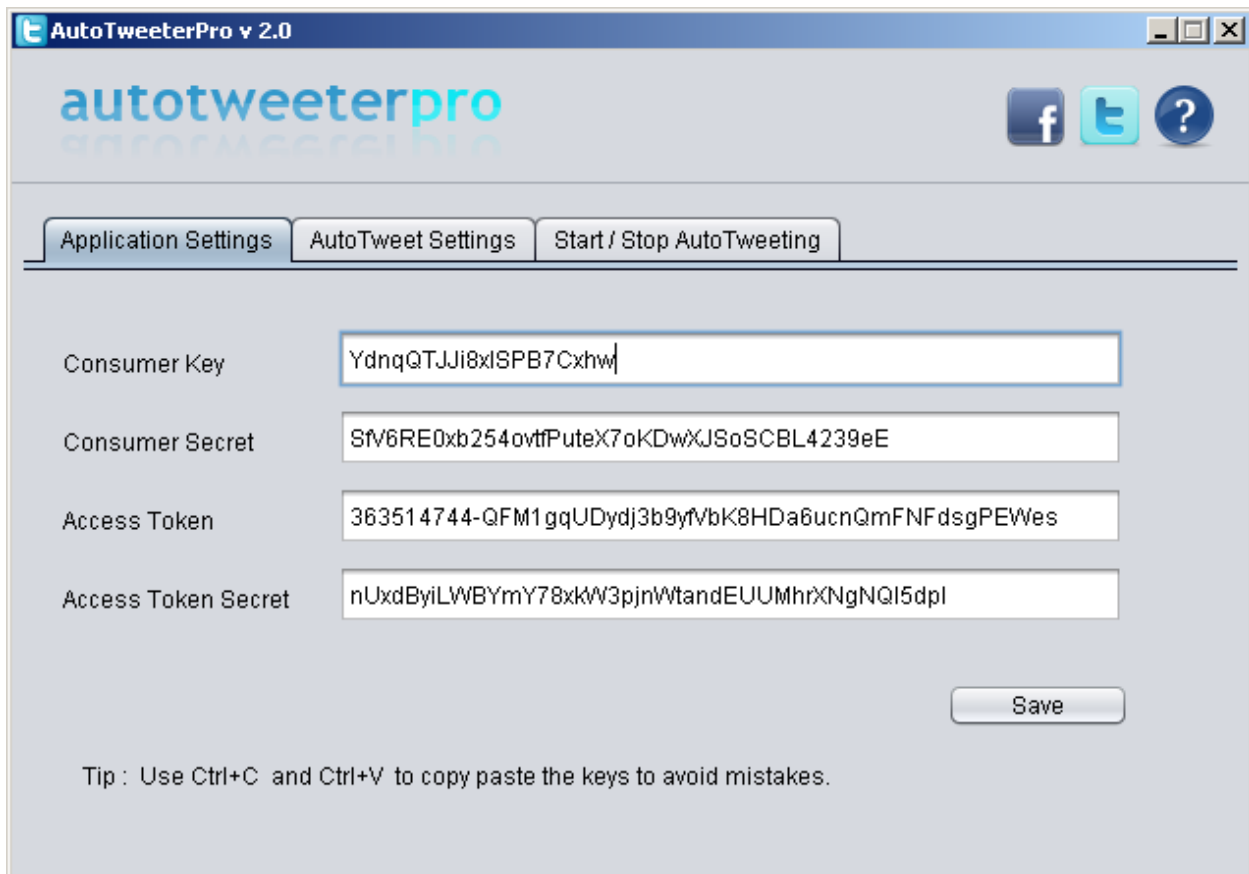 AutoTweeterPro v 2.0
autotweeterpro
Application Settings
AutoTweet Settings
Start / Stop AutoTweeting
Consumer Key
YdnqQTJJi8xlSPB7Cxhw
Consumer Secret
SfV6RE0xb254ovtfPuteX7oKDwXJSoSCBL4239eE
Access Token
363514744-QFM1gqUDydj3b9yfVbK8HDa6ucnQmFNFdsgPEWes
Access Token Secret
nUxdByiLWBYmY78xkW3pjnWtandEUUMhrXNgNQl5dpI
Save
Tip : Use Ctrl+C and Ctrl+V to copy paste the keys to avoid mistakes.